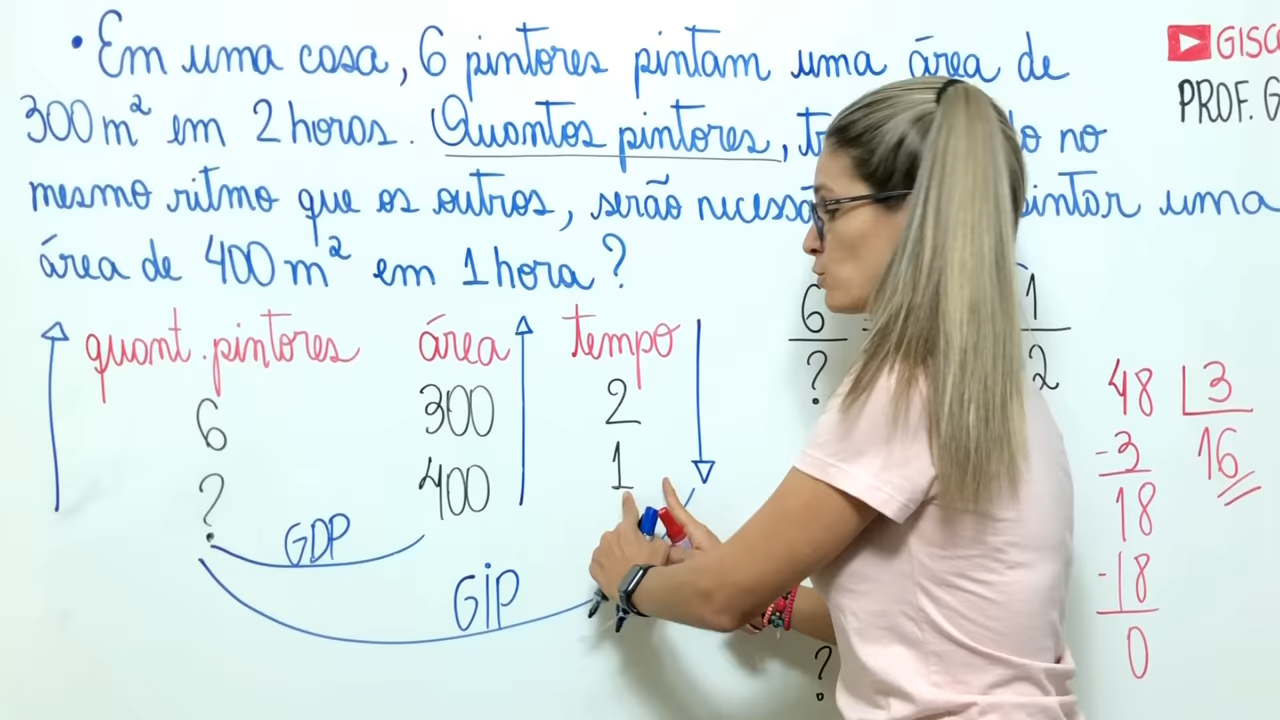 • Em uma casa, 6 pintores pintam uma área de
300 m² em 2 horas. Quantos pintores, no
mesmo ritmo que os outros, serão uma
área de 400 m² em 1 hora?
quant. pintores área tempo
6 300 2
? 400 1
GDP
GIP
6 1
? 2
?
48 3
-3 16
18
-18
0
PROF.